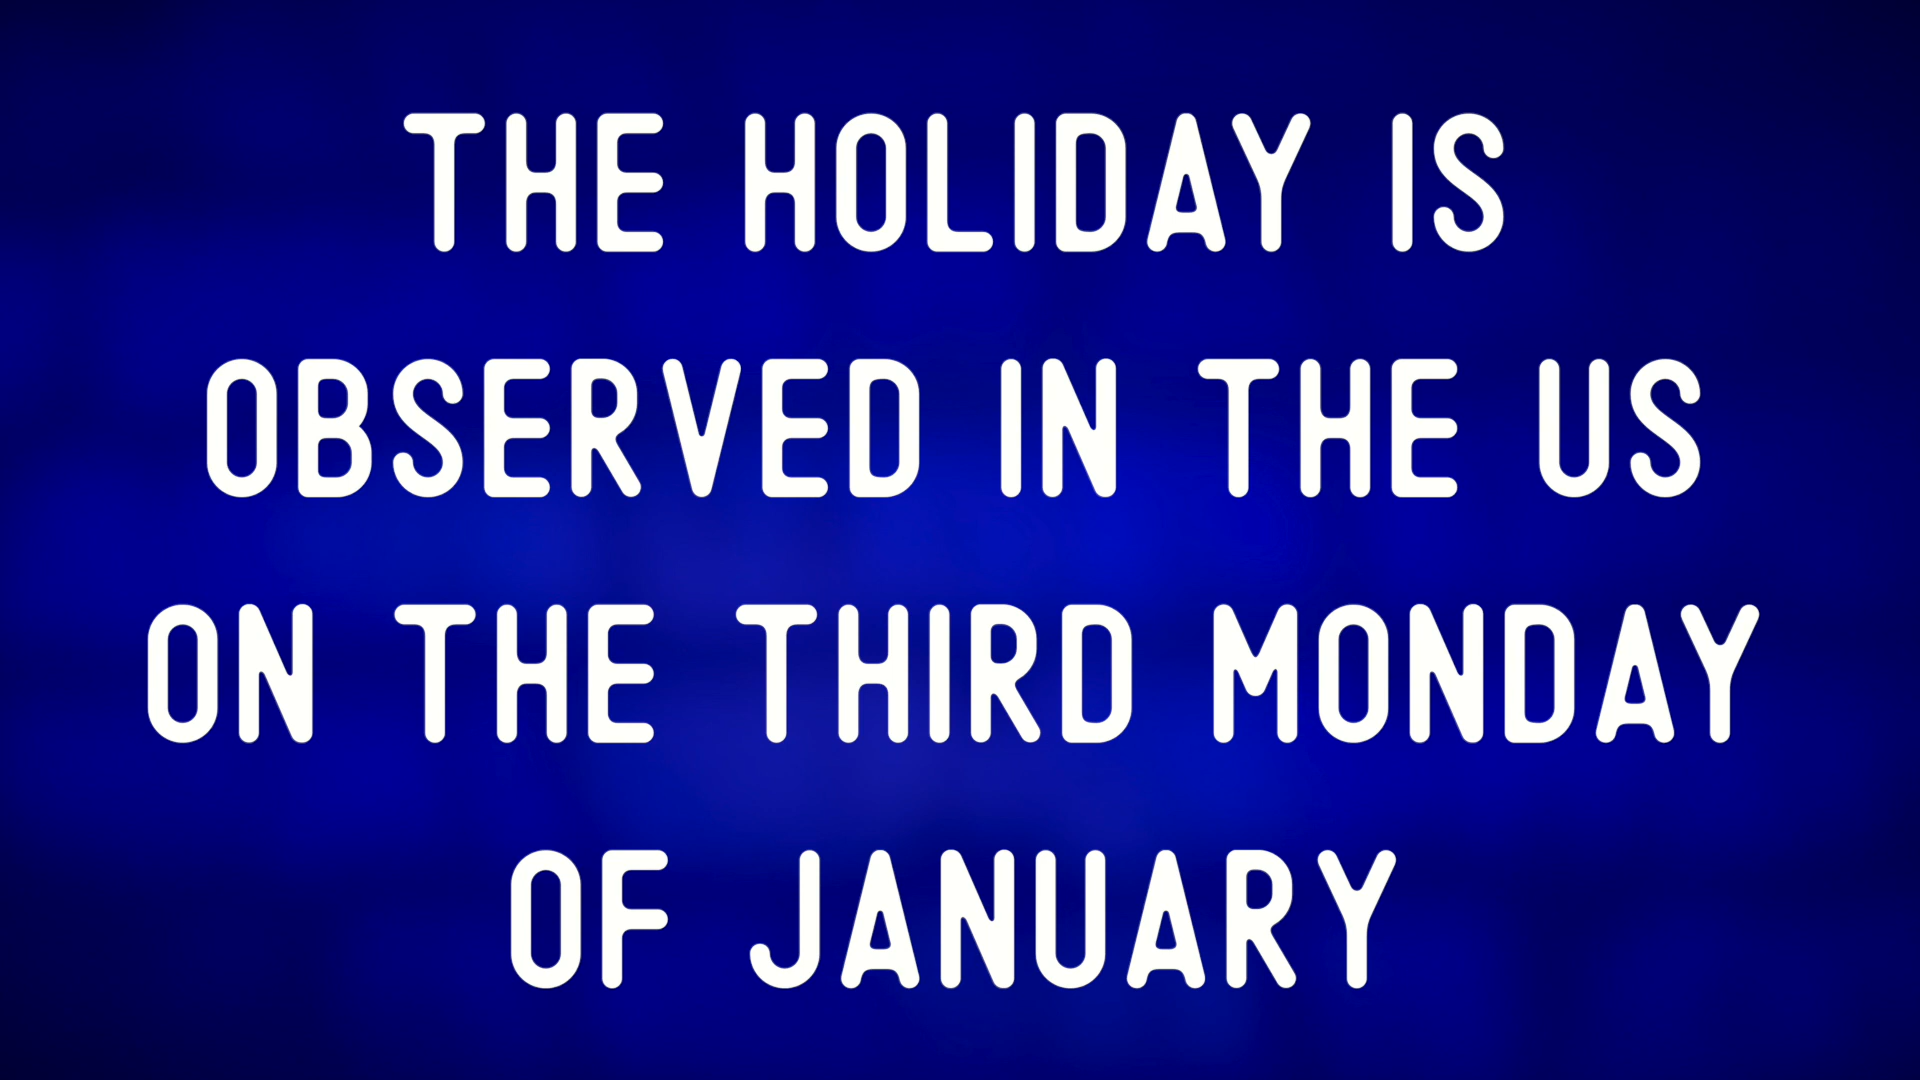 THE HOLIDAY IS
OBSERVED IN THE US
ON THE THIRD MONDAY
OF JANUARY